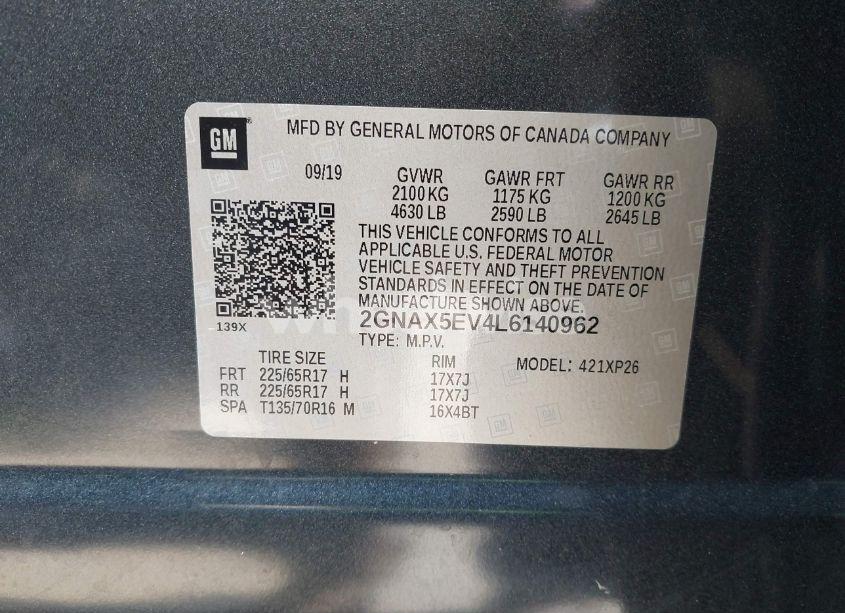 GM
MFD BY GENERAL MOTORS OF CANADA COMPANY
09/19 GVWR GAWR FRT GAWR RR
2100 KG 1175 KG 1200 KG
4630 LB 2590 LB 2645 LB
THIS VEHICLE CONFORMS TO ALL
APPLICABLE U.S. FEDERAL MOTOR
VEHICLE SAFETY AND THEFT PREVENTION
STANDARDS IN EFFECT ON THE DATE OF
MANUFACTURE SHOWN ABOVE.
139X
2GNAX5EV4L6140962
TYPE: M.P.V.
TIRE SIZE RIM MODEL: 421XP26
FRT 225/65R17 H 17X7J
RR 225/65R17 H 17X7J
SPA T135/70R16 M 16X4BT